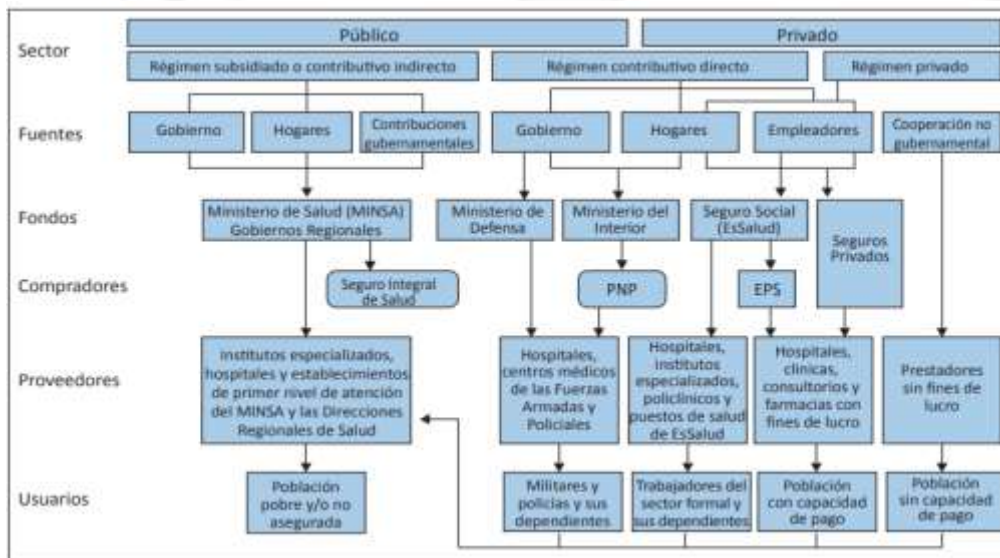 Sector
Público
Privado
Régimen subsidiado o contributivo indirecto
Régimen contributivo directo
Régimen privado
Fuentes
Gobierno
Hogares
Contribuciones
gubernamentales
Gobierno
Hogares
Empleadores
Cooperación no
gubernamental
Fondos
Ministerio de Salud (MINSA)
Gobiernos Regionales
Ministerio de
Defensa
Ministerio del
Interior
Seguro Social
(EsSalud)
Seguros
Privados
Compradores
Seguro Integral
de Salud
PNP
EPS
Proveedores
Institutos especializados,
hospitales y establecimientos
de primer nivel de atención
del MINSA y las Direcciones
Regionales de Salud
Hospitales,
centros médicos
de las Fuerzas
Armadas y
Policiales
Hospitales,
institutos
especializados,
policlínicos y
puestos de salud
de EsSalud
Hospitales,
clínicas,
consultorios y
farmacias con
fines de lucro
Prestadores
sin fines de
lucro
Usuarios
Población
pobre y/o no
asegurada
Militares y
policías y sus
dependientes
Trabajadores del
sector formal y
sus dependientes
Población
con capacidad
de pago
Población
sin capacidad
de pago